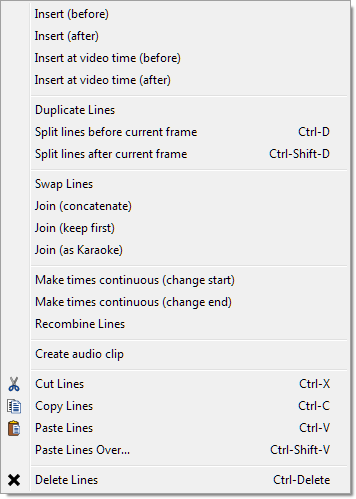 Insert (before)
Insert (after)
Insert at video time (before)
Insert at video time (after)
Duplicate Lines
Split lines before current frame Ctrl-D
Split lines after current frame Ctrl-Shift-D
Swap Lines
Join (concatenate)
Join (keep first)
Join (as Karaoke)
Make times continuous (change start)
Make times continuous (change end)
Recombine Lines
Create audio clip
Cut Lines Ctrl-X
Copy Lines Ctrl-C
Paste Lines Ctrl-V
Paste Lines Over... Ctrl-Shift-V
Delete Lines Ctrl-Delete